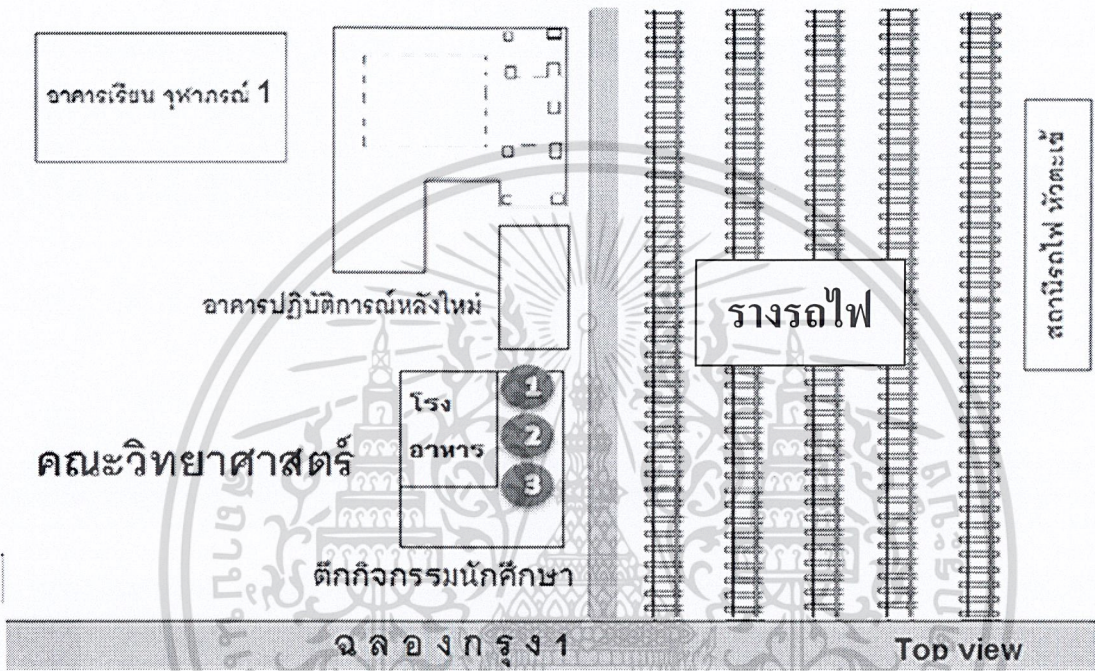 อาคารเรียน จุฬาภรณ์ 1
สถานีรถไฟ หัวตะเข้
อาคารปฏิบัติการณ์หลังใหม่
รางรถไฟ
โรง
อาหาร
1
2
3
คณะวิทยาศาสตร์
ตึกกิจกรรมนักศึกษา
ฉลองกรุง1
Top view